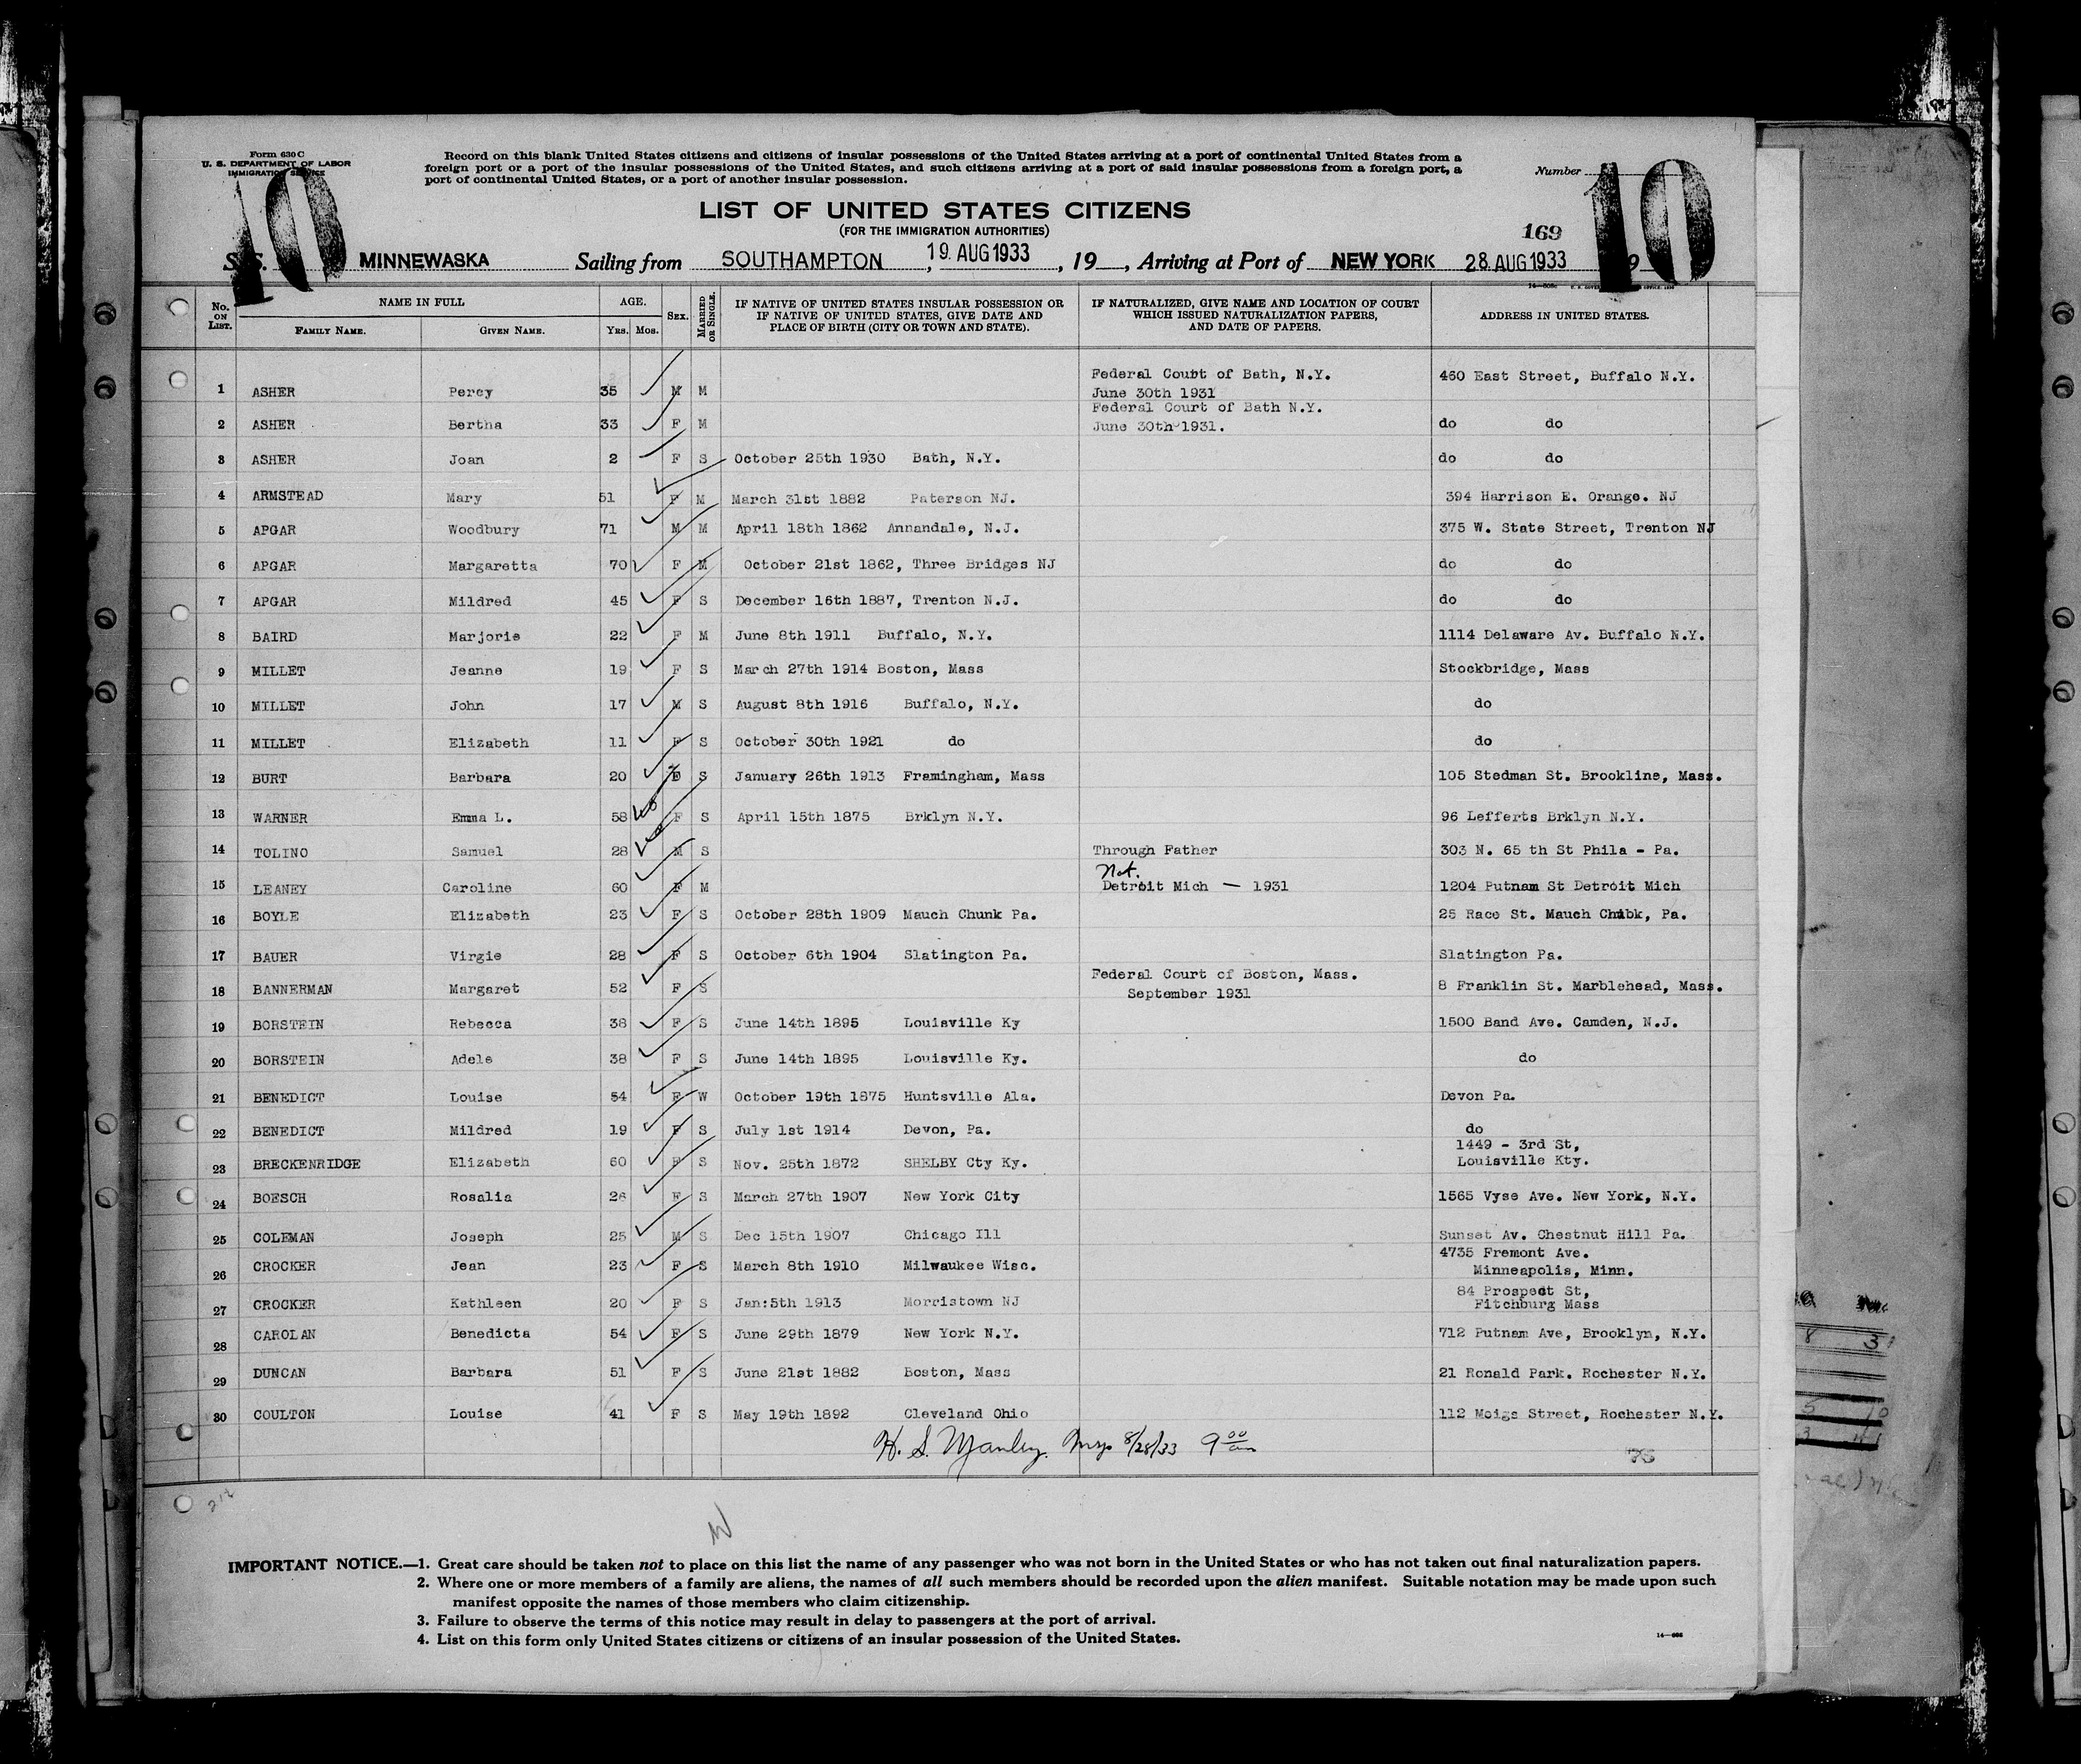 Form 630 C
U. S. DEPARTMENT OF LABOR
IMMIGRATION SERVICE
Record on this blank United States citizens and citizens of insular possessions of the United States arriving at a port of continental United States from a
foreign port or a port of the insular possessions of the United States, and such citizens arriving at a port of said insular possessions from a foreign port, a
port of continental United States, or a port of another insular possession.
Number
10 10
LIST OF UNITED STATES CITIZENS
(FOR THE IMMIGRATION AUTHORITIES)
169
S. S. MINNEWASKA Sailing from SOUTHAMPTON, 19 AUG 1933, 19 , Arriving at Port of NEW YORK 28 AUG 1933
No. ON LIST. NAME IN FULL FAMILY NAME. GIVEN NAME. AGE. YRS. MOS. SEX. MARRIED OR SINGLE. IF NATIVE OF UNITED STATES INSULAR POSSESSION OR IF NATIVE OF UNITED STATES, GIVE DATE AND PLACE OF BIRTH (CITY OR TOWN AND STATE). IF NATURALIZED, GIVE NAME AND LOCATION OF COURT WHICH ISSUED NATURALIZATION PAPERS, AND DATE OF PAPERS. ADDRESS IN UNITED STATES.
1 ASHER Percy 35 M M Federal Court of Bath, N.Y. June 30th 1931 460 East Street, Buffalo N.Y.
2 ASHER Bertha 33 F M Federal Court of Bath N.Y. June 30th 1931. do do
3 ASHER Joan 2 F S October 25th 1930 Bath, N.Y. do do
4 ARMSTEAD Mary 51 F M March 31st 1882 Paterson NJ. 394 Harrison E. Orange. NJ
5 APGAR Woodbury 71 M M April 18th 1862 Annandale, N.J. 375 W. State Street, Trenton NJ
6 APGAR Margaretta 70 F M October 21st 1862, Three Bridges NJ do do
7 APGAR Mildred 45 F S December 16th 1887, Trenton N.J. do do
8 BAIRD Marjorie 22 F M June 8th 1911 Buffalo, N.Y. 1114 Delaware Av. Buffalo N.Y.
9 MILLET Jeanne 19 F S March 27th 1914 Boston, Mass Stockbridge, Mass
10 MILLET John 17 M S August 8th 1916 Buffalo, N.Y. do
11 MILLET Elizabeth 11 F S October 30th 1921 do do
12 BURT Barbara 20 F S January 26th 1913 Framingham, Mass 105 Stedman St. Brookline, Mass.
13 WARNER Emma L. 58 F S April 15th 1875 Brklyn N.Y. 96 Lefferts Brklyn N.Y.
14 TOLINO Samuel 28 M S Through Father 303 N. 65 th St Phila - Pa.
15 LEANEY Caroline 60 F M Nat. Detroit Mich — 1931 1204 Putnam St Detroit Mich
16 BOYLE Elizabeth 23 F S October 28th 1909 Mauch Chunk Pa. 25 Race St. Mauch Chunk, Pa.
17 BAUER Virgie 28 F S October 6th 1904 Slatington Pa. Slatington Pa.
18 BANNERMAN Margaret 52 F S Federal Court of Boston, Mass. September 1931 8 Franklin St. Marblehead, Mass.
19 BORSTEIN Rebecca 38 F S June 14th 1895 Louisville Ky 1500 Band Ave. Camden, N.J.
20 BORSTEIN Adele 38 F S June 14th 1895 Louisville Ky. do
21 BENEDICT Louise 54 F W October 19th 1875 Huntsville Ala. Devon Pa.
22 BENEDICT Mildred 19 F S July 1st 1914 Devon, Pa. do
23 BRECKENRIDGE Elizabeth 60 F S Nov. 25th 1872 SHELBY Cty Ky. 1449 - 3rd St, Louisville Kty.
24 BOESCH Rosalia 26 F S March 27th 1907 New York City 1565 Vyse Ave. New York, N.Y.
25 COLEMAN Joseph 25 M S Dec 15th 1907 Chicago Ill Sunset Av. Chestnut Hill Pa.
26 CROCKER Jean 23 F S March 8th 1910 Milwaukee Wisc. 4735 Fremont Ave. Minneapolis, Minn.
27 CROCKER Kathleen 20 F S Jan:5th 1913 Morristown NJ 84 Prospect St, Fitchburg Mass
28 CAROLAN Benedicta 54 F S June 29th 1879 New York N.Y. 712 Putnam Ave, Brooklyn, N.Y.
29 DUNCAN Barbara 51 F S June 21st 1882 Boston, Mass 21 Ronald Park. Rochester N.Y.
30 COULTON Louise 41 F S May 19th 1892 Cleveland Ohio 112 Meigs Street, Rochester N.Y.
H. S. Manley. 8/28/33 9 00 am
IMPORTANT NOTICE.—1. Great care should be taken not to place on this list the name of any passenger who was not born in the United States or who has not taken out final naturalization papers.
2. Where one or more members of a family are aliens, the names of all such members should be recorded upon the alien manifest. Suitable notation may be made upon such
manifest opposite the names of those members who claim citizenship.
3. Failure to observe the terms of this notice may result in delay to passengers at the port of arrival.
4. List on this form only United States citizens or citizens of an insular possession of the United States.